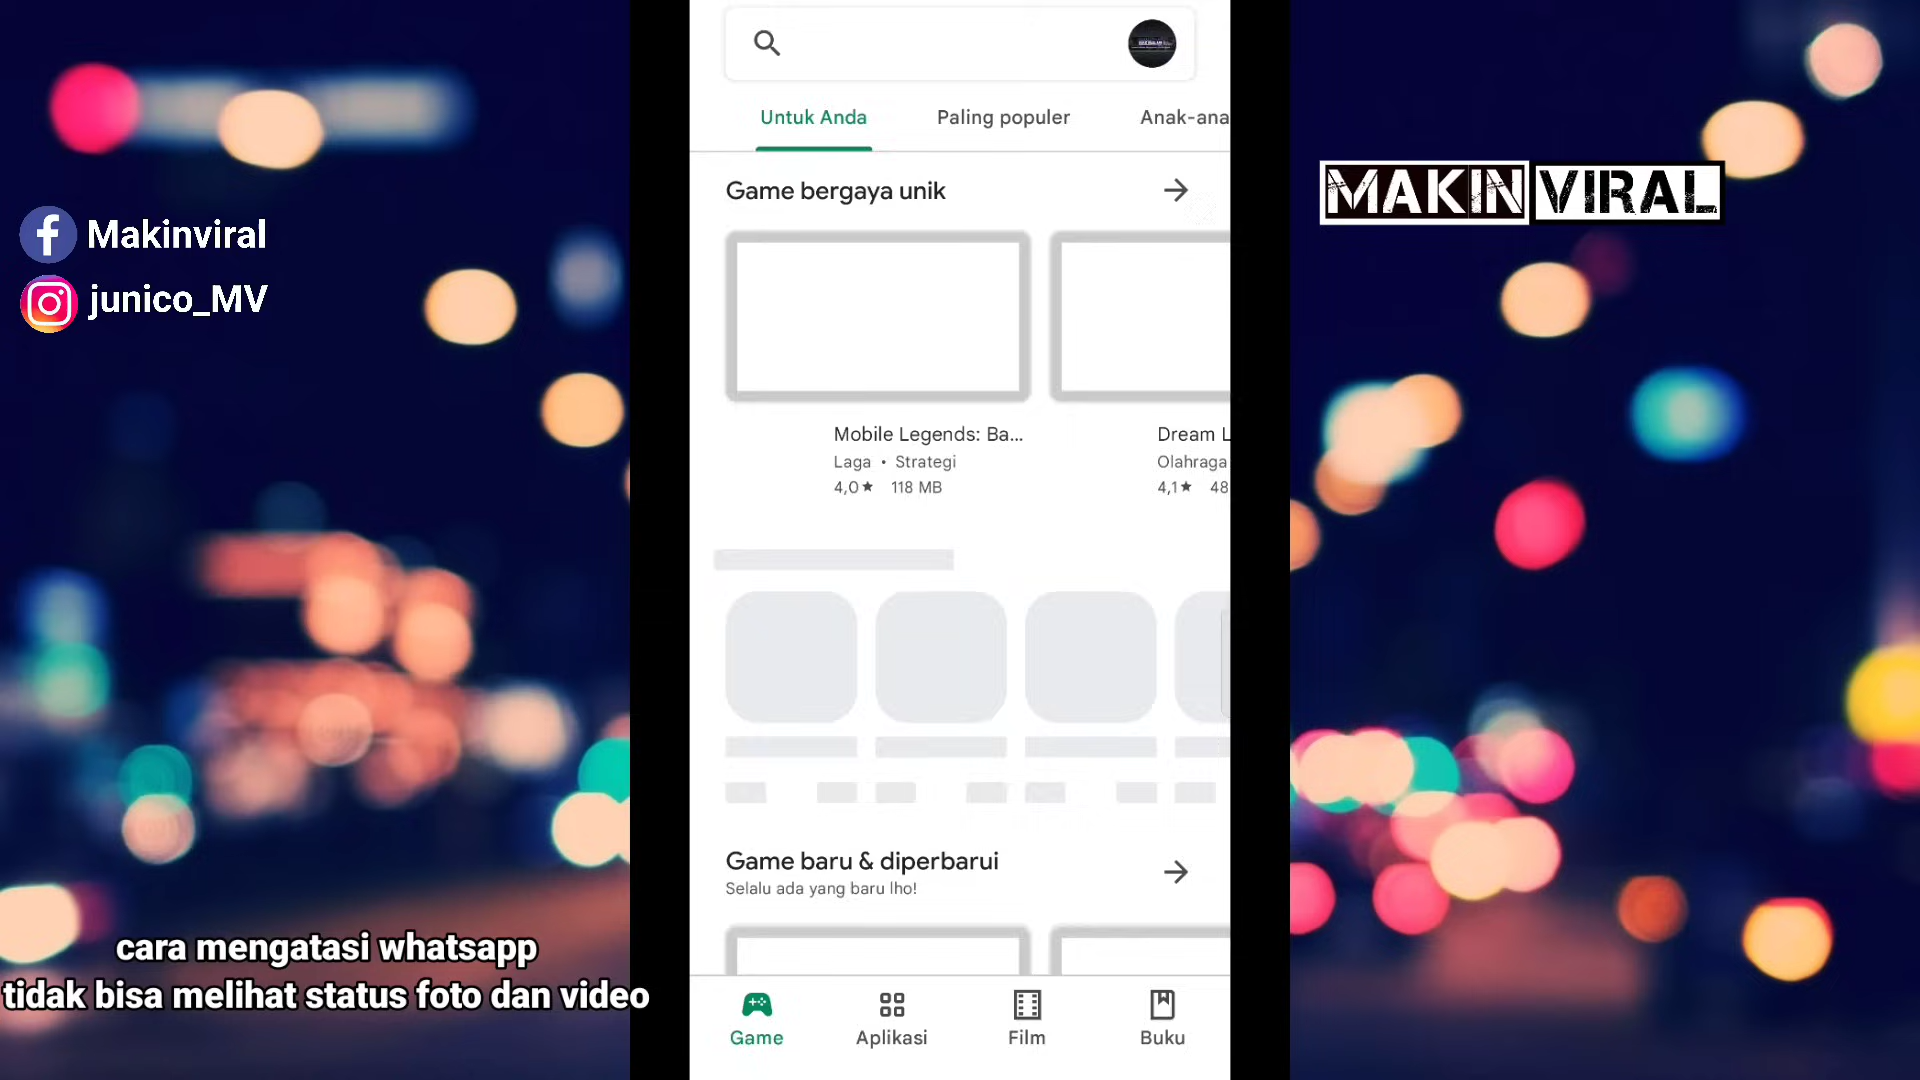 Makinviral
junico_MV
MAKIN VIRAL
Untuk Anda
Paling populer
Anak-ana
Game bergaya unik
Mobile Legends: Ba...
Laga • Strategi
4,0★ 118 MB
Dream L
Olahraga
4,1★ 48
Game baru & diperbarui
Selalu ada yang baru lho!
Game
Aplikasi
Film
Buku
cara mengatasi whatsapp
tidak bisa melihat status foto dan video